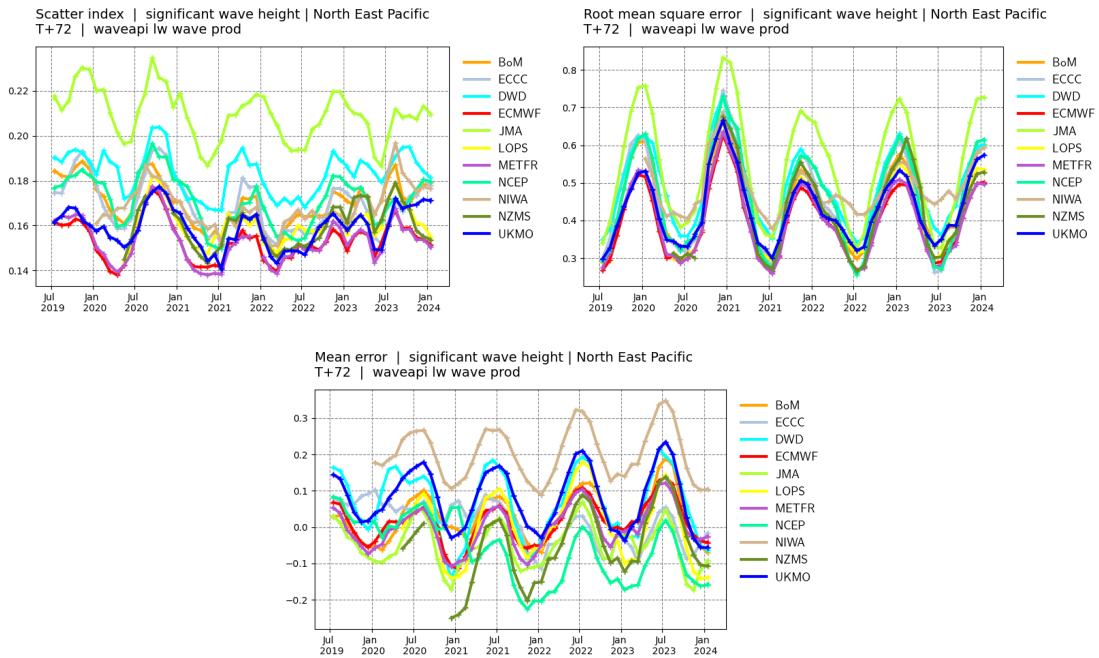 Scatter index | significant wave height | North East Pacific
T+72 | waveapi lw wave prod
0.22
0.20
0.18
0.16
0.14
Jul 2019
Jan 2020
Jul 2020
Jan 2021
Jul 2021
Jan 2022
Jul 2022
Jan 2023
Jul 2023
Jan 2024
BoM
ECCC
DWD
ECMWF
JMA
LOPS
METFR
NCEP
NIWA
NZMS
UKMO
Root mean square error | significant wave height | North East Pacific
T+72 | waveapi lw wave prod
0.8
0.7
0.6
0.5
0.4
0.3
Jul 2019
Jan 2020
Jul 2020
Jan 2021
Jul 2021
Jan 2022
Jul 2022
Jan 2023
Jul 2023
Jan 2024
BoM
ECCC
DWD
ECMWF
JMA
LOPS
METFR
NCEP
NIWA
NZMS
UKMO
Mean error | significant wave height | North East Pacific
T+72 | waveapi lw wave prod
0.3
0.2
0.1
0.0
−0.1
−0.2
Jul 2019
Jan 2020
Jul 2020
Jan 2021
Jul 2021
Jan 2022
Jul 2022
Jan 2023
Jul 2023
Jan 2024
BoM
ECCC
DWD
ECMWF
JMA
LOPS
METFR
NCEP
NIWA
NZMS
UKMO